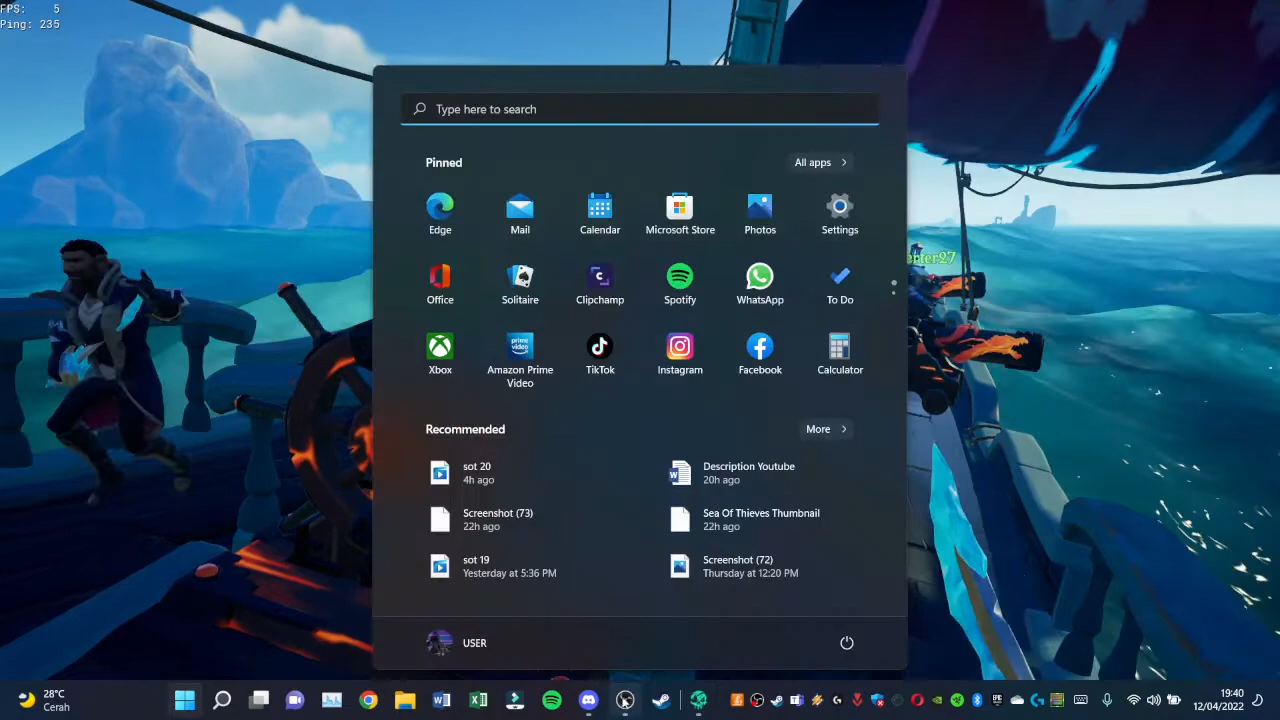 FPS: 5
Ping: 235
Type here to search
Pinned
All apps
Edge
Mail
Calendar
Microsoft Store
Photos
Settings
Office
Solitaire
Clipchamp
Spotify
WhatsApp
To Do
prime video
Xbox
Amazon Prime
Video
TikTok
Instagram
Facebook
Calculator
Recommended
More
sot 20
4h ago
Description Youtube
20h ago
Screenshot (73)
22h ago
Sea Of Thieves Thumbnail
22h ago
sot 19
Yesterday at 5:36 PM
Screenshot (72)
Thursday at 12:20 PM
USER
28°C
Cerah
19:40
12/04/2022